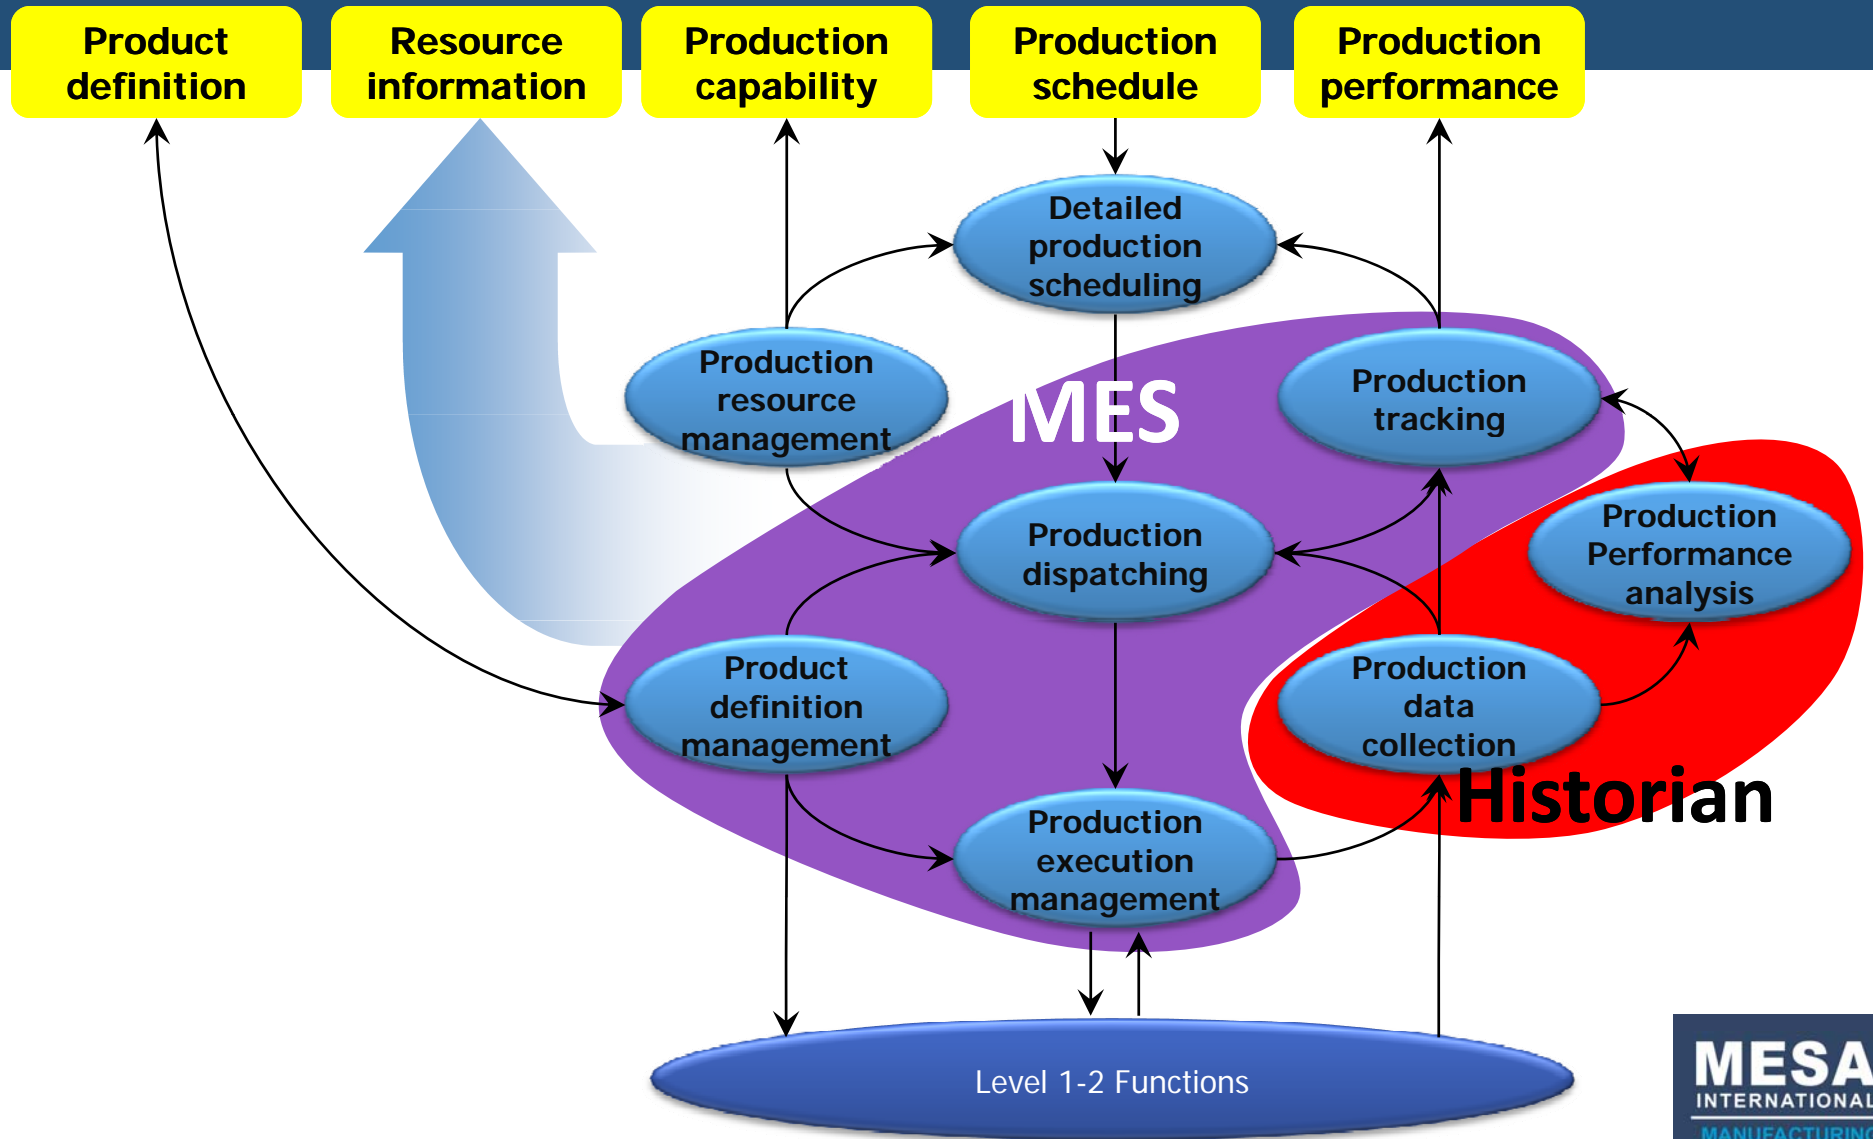 Product
definition
Resource
information
Production
capability
Production
schedule
Production
performance
Detailed
production
scheduling
Production
resource
management
MES
Production
tracking
Production
dispatching
Production
Performance
analysis
Product
definition
management
Production
data
collection
Historian
Production
execution
management
Level 1-2 Functions
MESA
INTERNATIONAL
MANUFACTURING